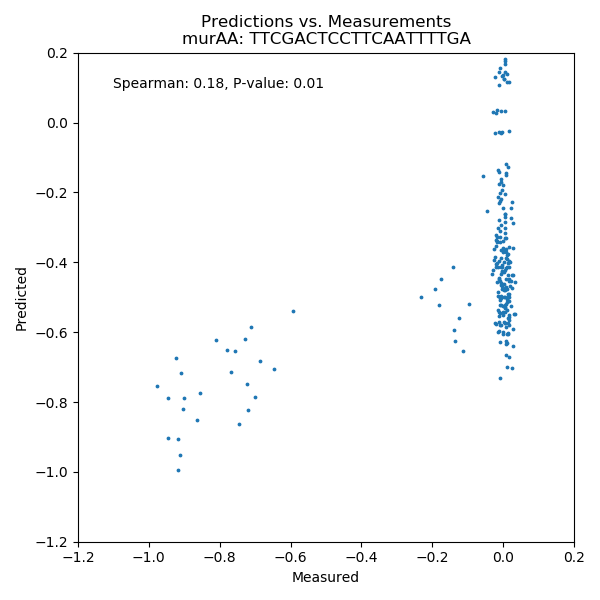 Predictions vs. Measurements
murAA: TTCGACTCCTTCAATTTTGA
Spearman: 0.18, P-value: 0.01
0.2
0.0
−0.2
−0.4
−0.6
−0.8
−1.0
−1.2
Predicted
−1.2 −1.0 −0.8 −0.6 −0.4 −0.2 0.0 0.2
Measured